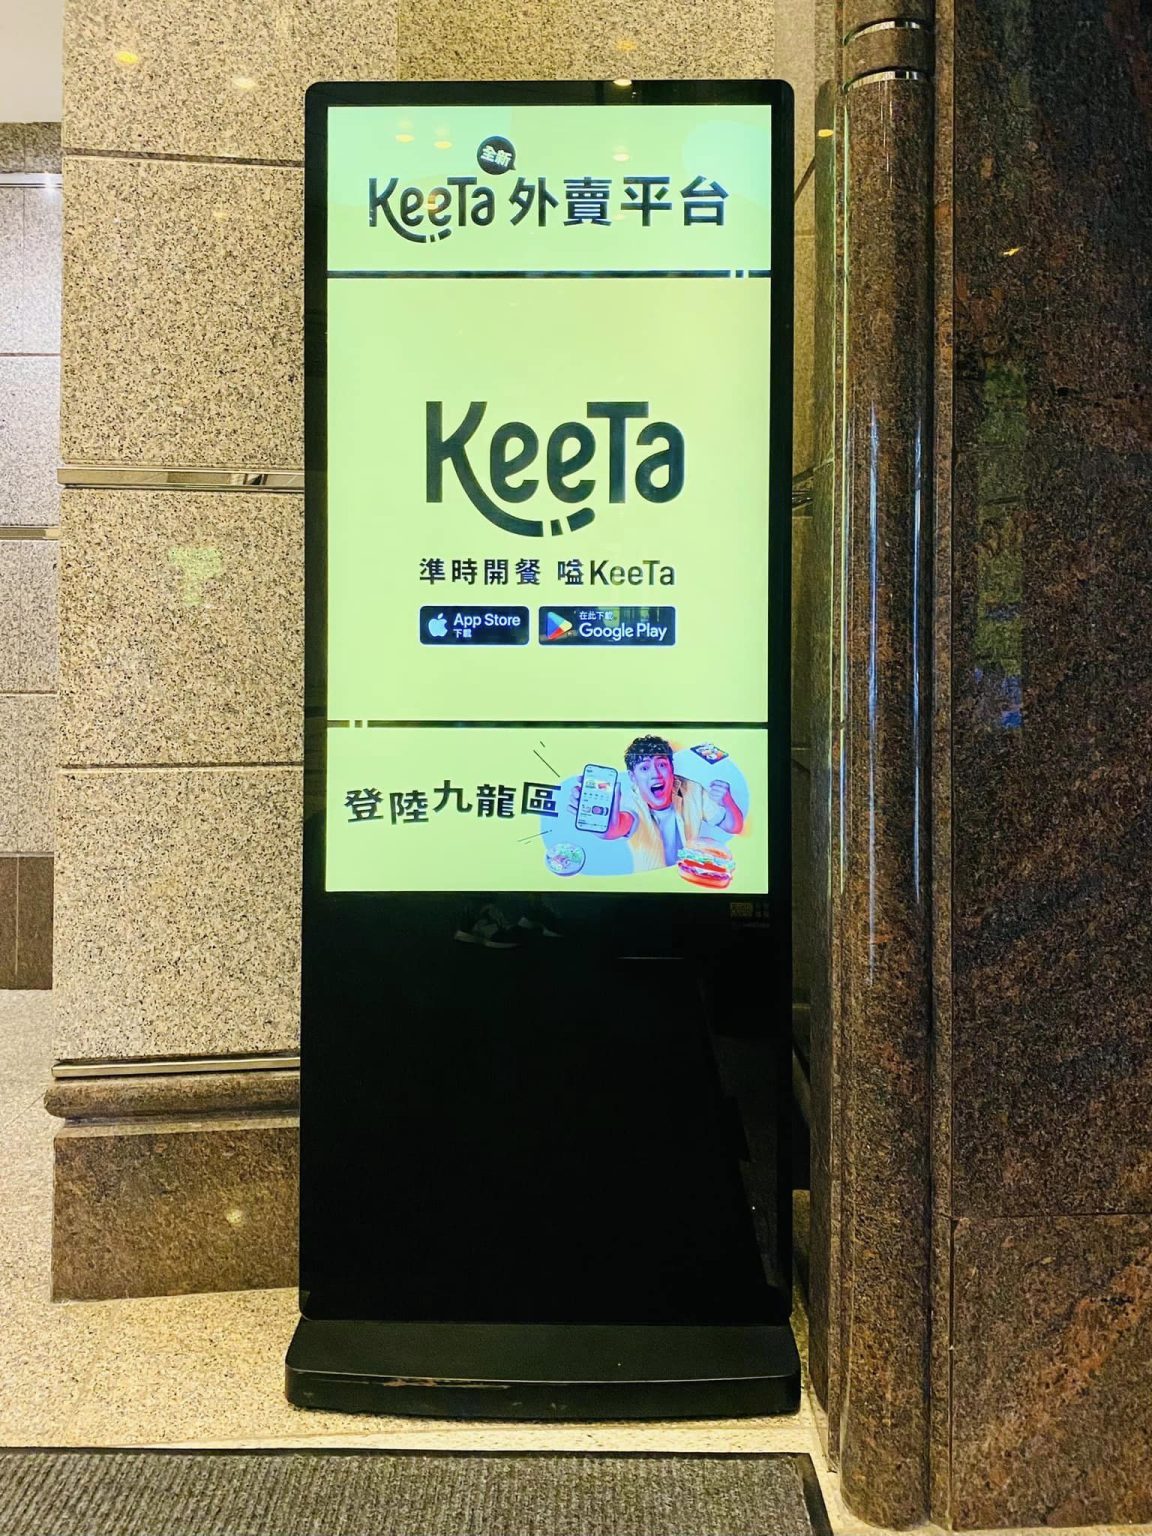 全新
KeeTa 外賣平台
KeeTa
準時開餐 嗌KeeTa
App Store
下載
在此下載
Google Play
登陸九龍區